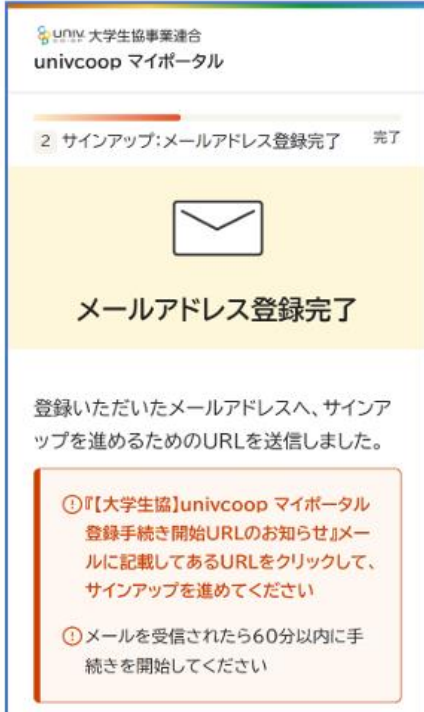 univ. 大学生協事業連合
univcoop マイポータル
2 サインアップ:メールアドレス登録完了 完了
メールアドレス登録完了
登録いただいたメールアドレスへ、サインア
ップを進めるためのURLを送信しました。
『【大学生協】univcoop マイポータル
登録手続き開始URLのお知らせ』メー
ルに記載してあるURLをクリックして、
サインアップを進めてください
メールを受信されたら60分以内に手
続きを開始してください